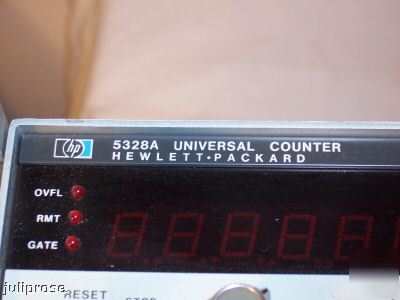 hp 5328A UNIVERSAL COUNTER
HEWLETT•PACKARD
OVFL
RMT
GATE
RESET
juliprose